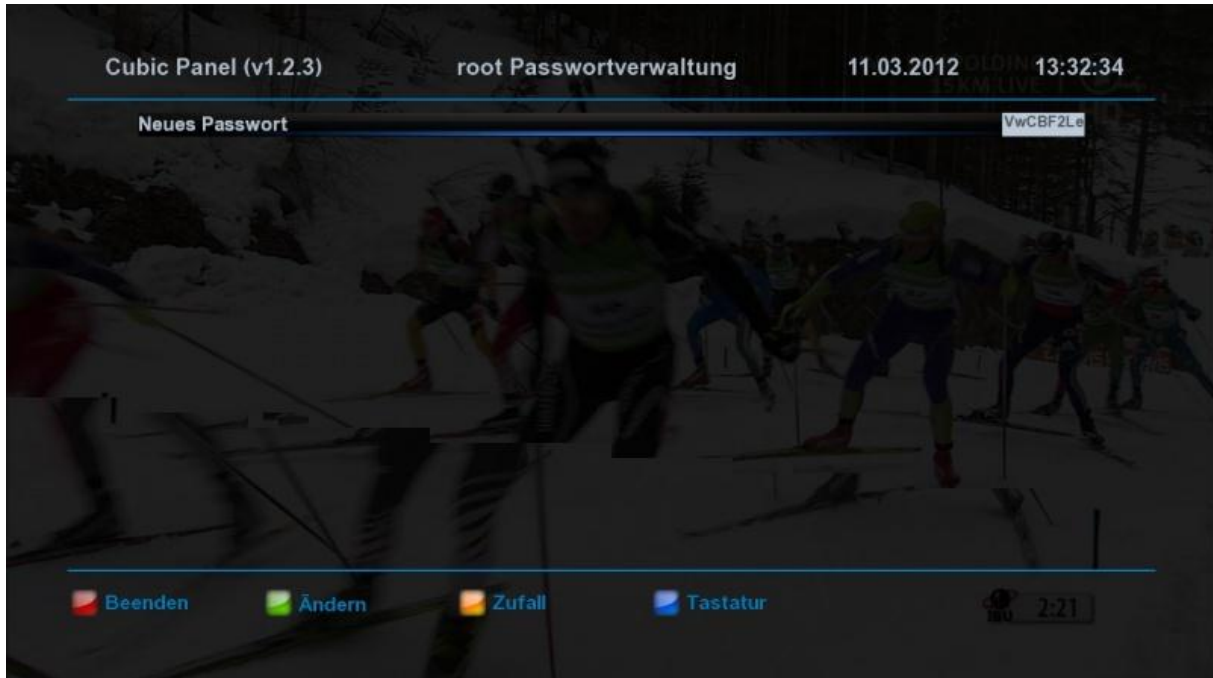 Cubic Panel (v1.2.3) root Passwortverwaltung 11.03.2012 13:32:34
Neues Passwort VwCBF2Le
Beenden Ändern Zufall Tastatur
IBU 2:21